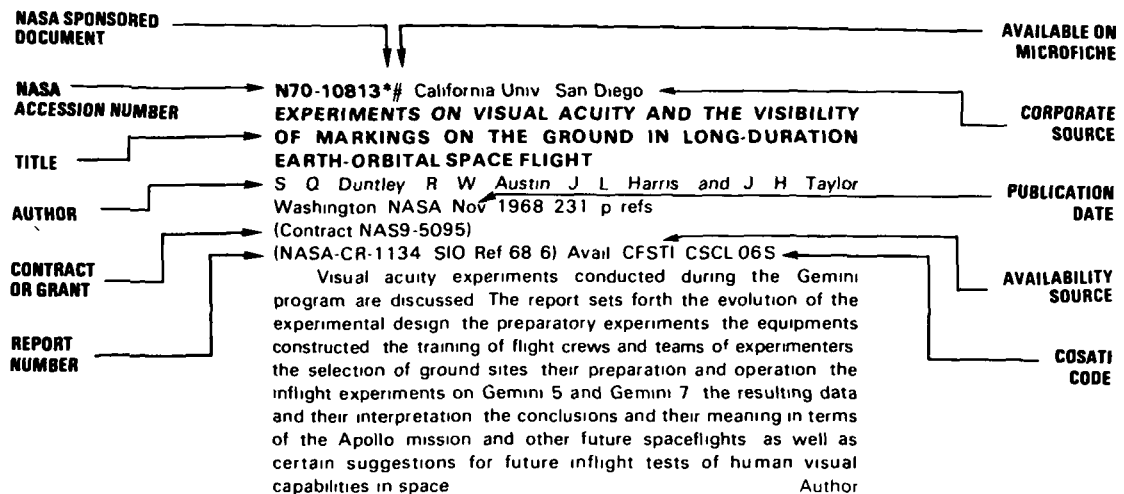 NASA SPONSORED
DOCUMENT
AVAILABLE ON
MICROFICHE
NASA
ACCESSION NUMBER
N70-10813*# California Univ San Diego
CORPORATE
SOURCE
TITLE
EXPERIMENTS ON VISUAL ACUITY AND THE VISIBILITY
OF MARKINGS ON THE GROUND IN LONG-DURATION
EARTH-ORBITAL SPACE FLIGHT
AUTHOR
S Q Duntley R W Austin J L Harris and J H Taylor
Washington NASA Nov 1968 231 p refs
PUBLICATION
DATE
CONTRACT
OR GRANT
(Contract NAS9-5095)
(NASA-CR-1134 SIO Ref 68 6) Avail CFSTI CSCL 06S
AVAILABILITY
SOURCE
REPORT
NUMBER
COSATI
CODE
Visual acuity experiments conducted during the Gemini
program are discussed The report sets forth the evolution of the
experimental design the preparatory experiments the equipments
constructed the training of flight crews and teams of experimenters
the selection of ground sites their preparation and operation the
inflight experiments on Gemini 5 and Gemini 7 the resulting data
and their interpretation the conclusions and their meaning in terms
of the Apollo mission and other future spaceflights as well as
certain suggestions for future inflight tests of human visual
capabilities in space Author